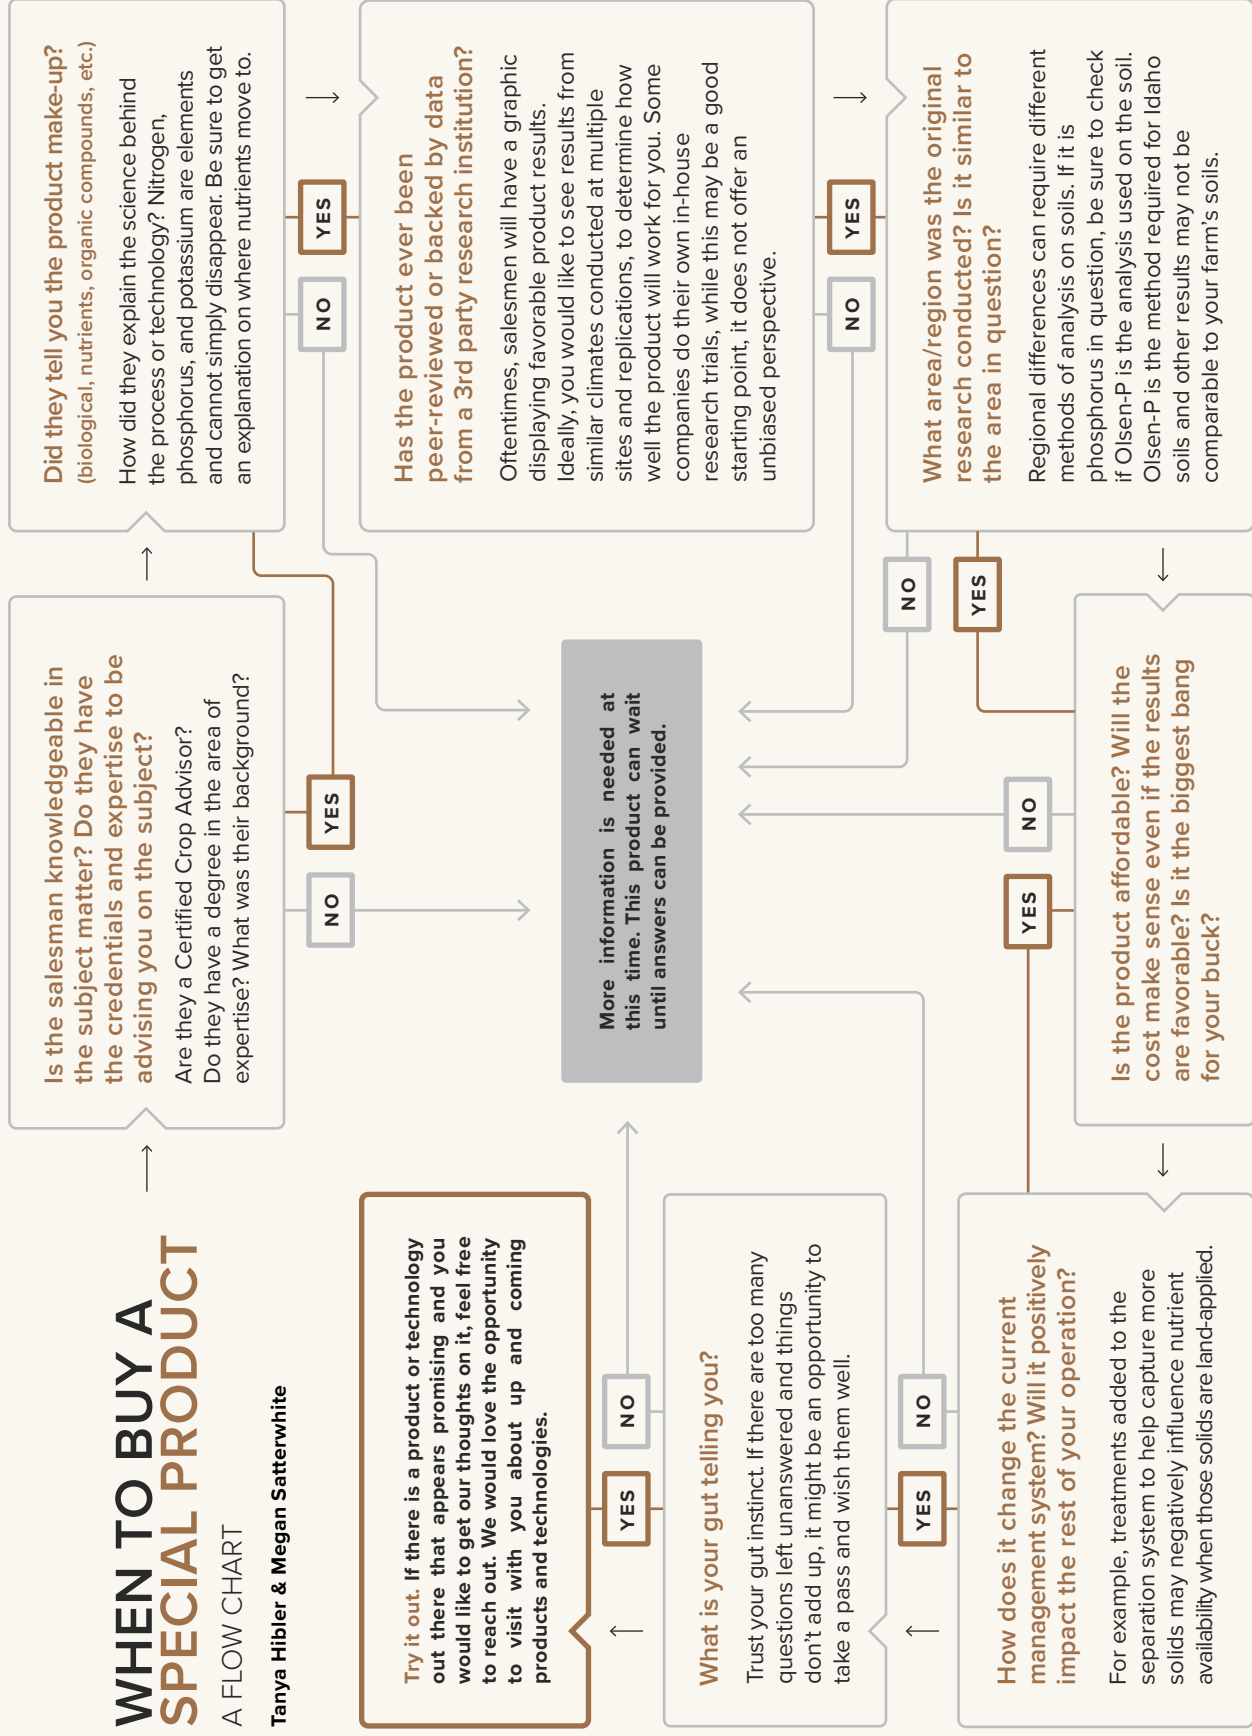 WHEN TO BUY A
SPECIAL PRODUCT
A FLOW CHART
Tanya Hibler & Megan Satterwhite
Is the salesman knowledgeable in
the subject matter? Do they have
the credentials and expertise to be
advising you on the subject?
Are they a Certified Crop Advisor?
Do they have a degree in the area of
expertise? What was their background?
NO
YES
Did they tell you the product make-up?
(biological, nutrients, organic compounds, etc.)
How did they explain the science behind
the process or technology? Nitrogen,
phosphorus, and potassium are elements
and cannot simply disappear. Be sure to get
an explanation on where nutrients move to.
NO
YES
Has the product ever been
peer-reviewed or backed by data
from a 3rd party research institution?
Oftentimes, salesmen will have a graphic
displaying favorable product results.
Ideally, you would like to see results from
similar climates conducted at multiple
sites and replications, to determine how
well the product will work for you. Some
companies do their own in-house
research trials, while this may be a good
starting point, it does not offer an
unbiased perspective.
NO
YES
What area/region was the original
research conducted? Is it similar to
the area in question?
Regional differences can require different
methods of analysis on soils. If it is
phosphorus in question, be sure to check
if Olsen-P is the analysis used on the soil.
Olsen-P is the method required for Idaho
soils and other results may not be
comparable to your farm's soils.
NO
YES
Is the product affordable? Will the
cost make sense even if the results
are favorable? Is it the biggest bang
for your buck?
YES
NO
How does it change the current
management system? Will it positively
impact the rest of your operation?
For example, treatments added to the
separation system to help capture more
solids may negatively influence nutrient
availability when those solids are land-applied.
YES
NO
What is your gut telling you?
Trust your gut instinct. If there are too many
questions left unanswered and things
don't add up, it might be an opportunity to
take a pass and wish them well.
YES
NO
Try it out. If there is a product or technology
out there that appears promising and you
would like to get our thoughts on it, feel free
to reach out. We would love the opportunity
to visit with you about up and coming
products and technologies.
More information is needed at
this time. This product can wait
until answers can be provided.